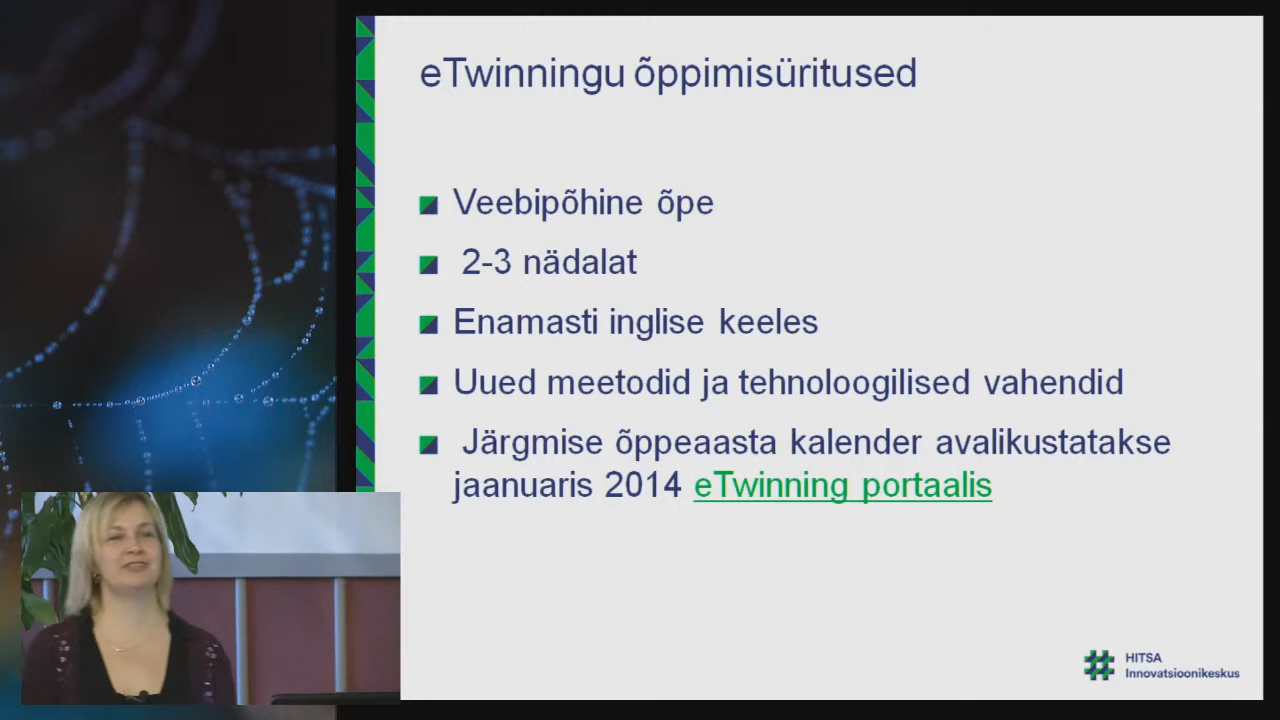 eTwinningu õppimisüritused
Veebipõhine õpe
2-3 nädalat
Enamasti inglise keeles
Uued meetodid ja tehnoloogilised vahendid
Järgmise õppeaasta kalender avalikustatakse
jaanuaris 2014 eTwinning portaalis
HITSA
Innovatsioonikeskus